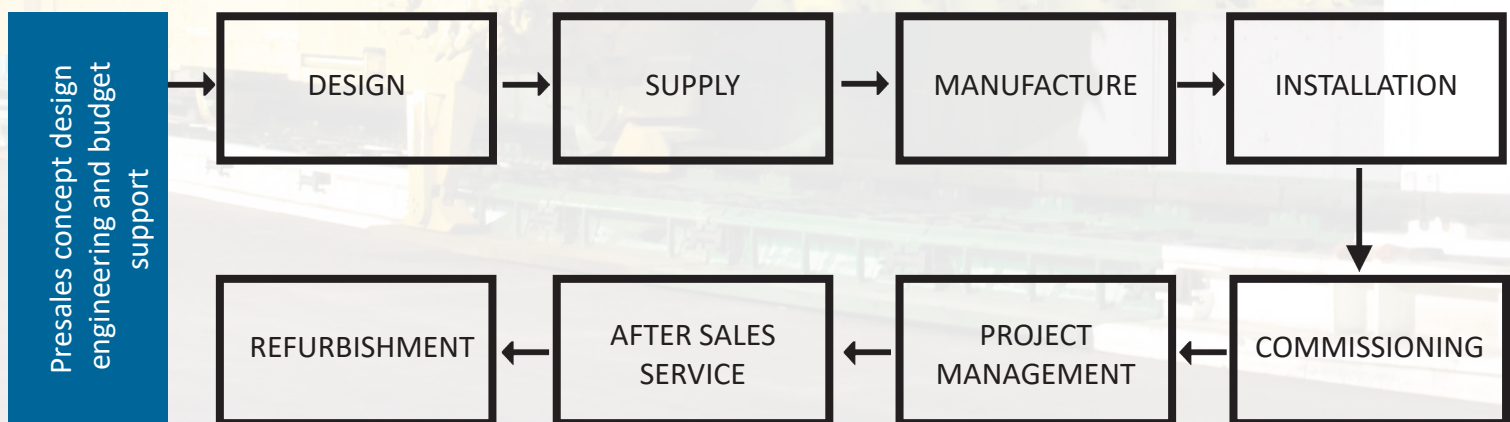 Presales concept design
engineering and budget
support
DESIGN
SUPPLY
MANUFACTURE
INSTALLATION
COMMISSIONING
PROJECT
MANAGEMENT
AFTER SALES
SERVICE
REFURBISHMENT